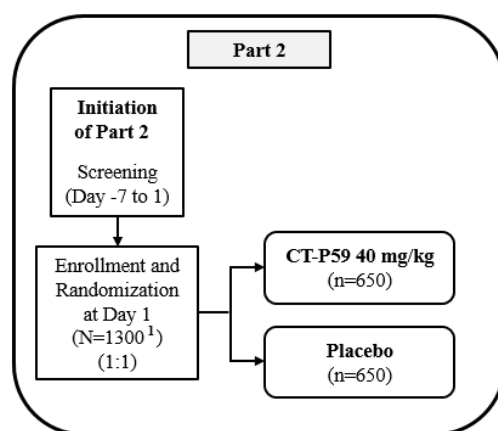 Part 2
Initiation
of Part 2
Screening
(Day -7 to 1)
Enrollment and
Randomization
at Day 1
(N=1300¹)
(1:1)
CT-P59 40 mg/kg
(n=650)
Placebo
(n=650)